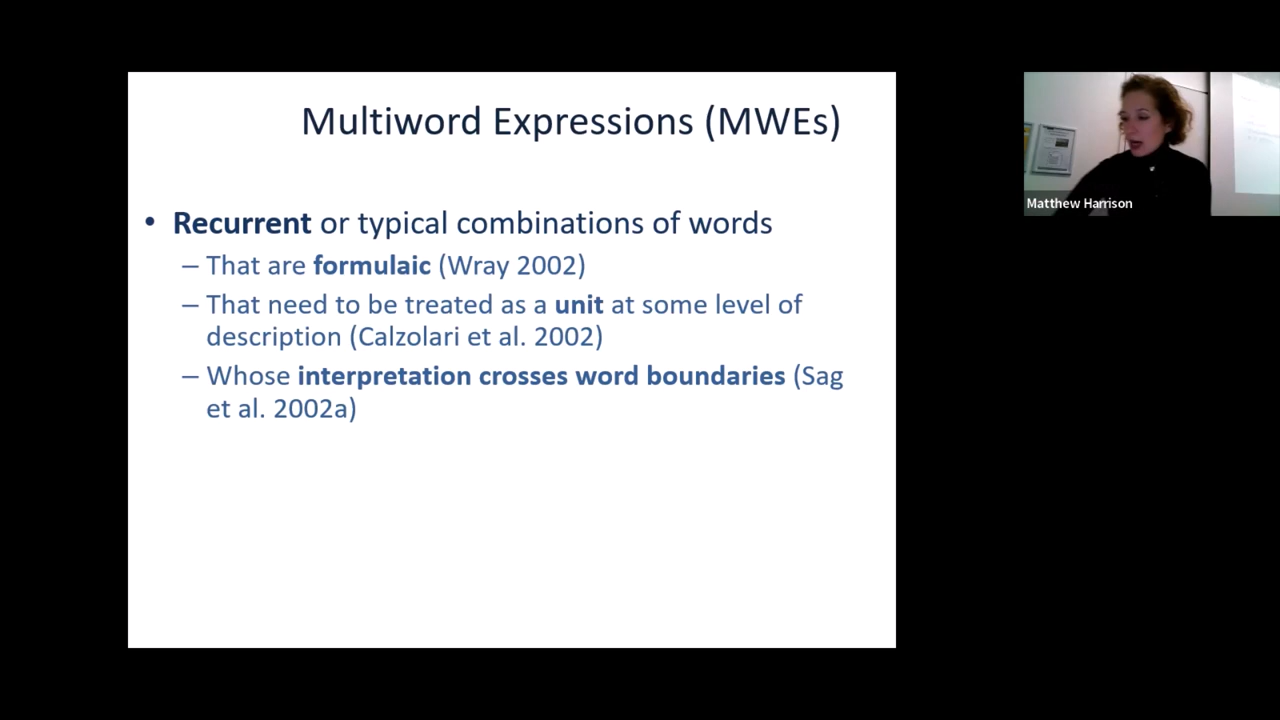 Multiword Expressions (MWEs)
• Recurrent or typical combinations of words
– That are formulaic (Wray 2002)
– That need to be treated as a unit at some level of
description (Calzolari et al. 2002)
– Whose interpretation crosses word boundaries (Sag
et al. 2002a)
Matthew Harrison